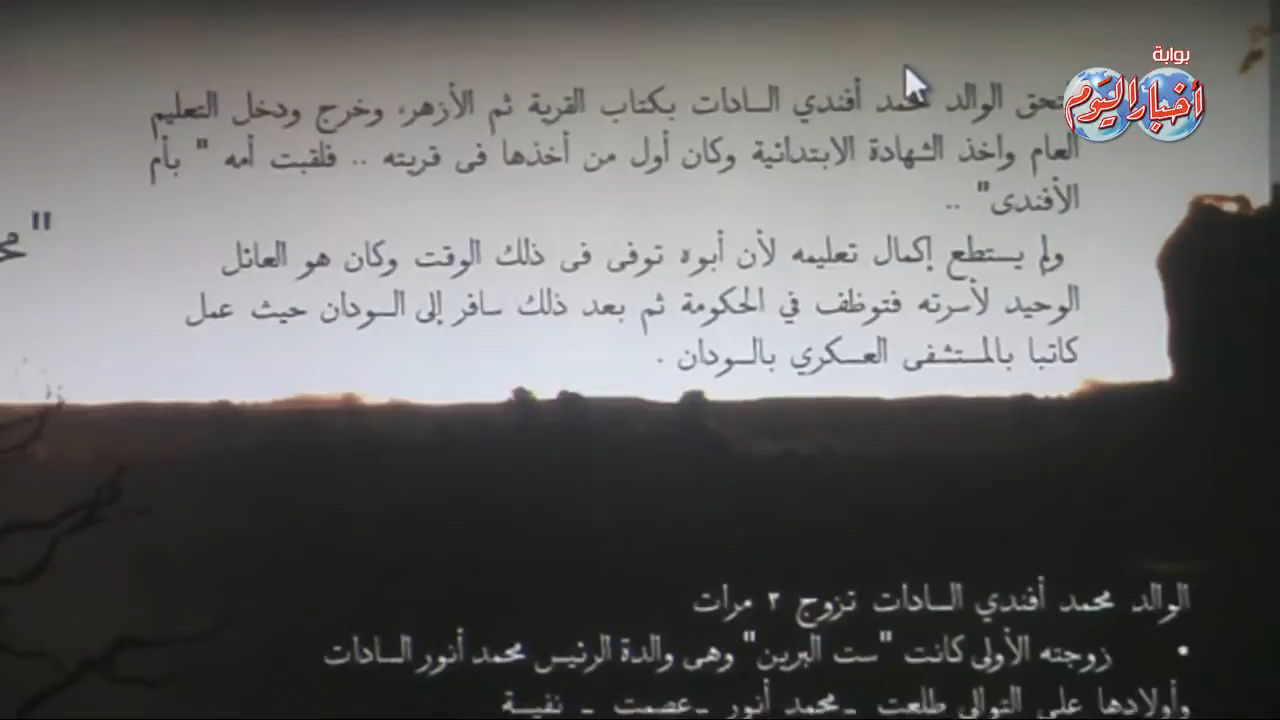 بوابة
أخبار اليوم
الوالد محمد أفندي السادات بكتاب القرية ثم الأزهر، وخرج ودخل التعليم
العام واخذ الشهادة الابتدائية وكان أول من أخذها فى قريته .. فلقبت أمه " بأم
الأفندى" ..
ولم يستطع إكمال تعليمه لأن أبوه توفى فى ذلك الوقت وكان هو العائل
الوحيد لأسرته فتوظف في الحكومة ثم بعد ذلك سافر إلى السودان حيث عمل
كاتبا بالمستشفى العسكري بالسودان .
الوالد محمد أفندي السادات تزوج ٢ مرات
• زوجته الأولى كانت "ست البرين" وهى والدة الرئيس محمد أنور السادات
وأولادها على التوالى طلعت ـ محمد أنور ـ عصمت ـ نفيسة